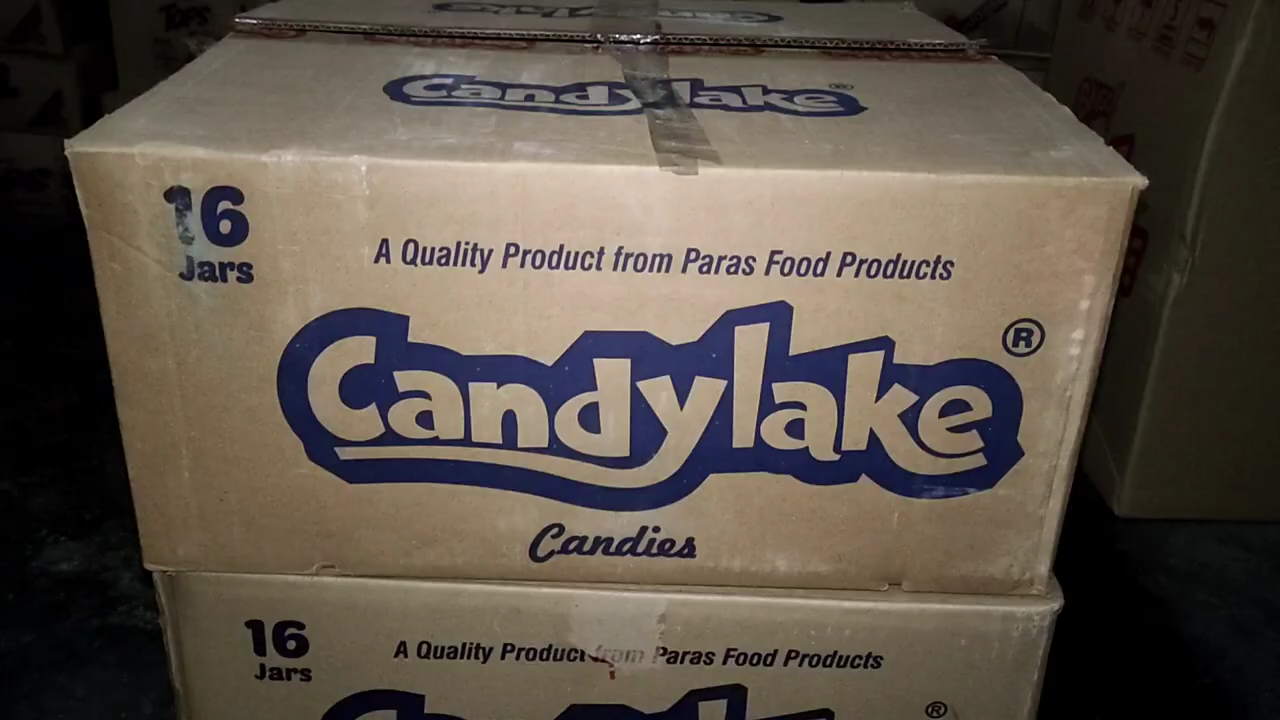 Candylake®
16
Jars
A Quality Product from Paras Food Products
Candylake®
Candies
16
Jars
A Quality Product from Paras Food Products
®